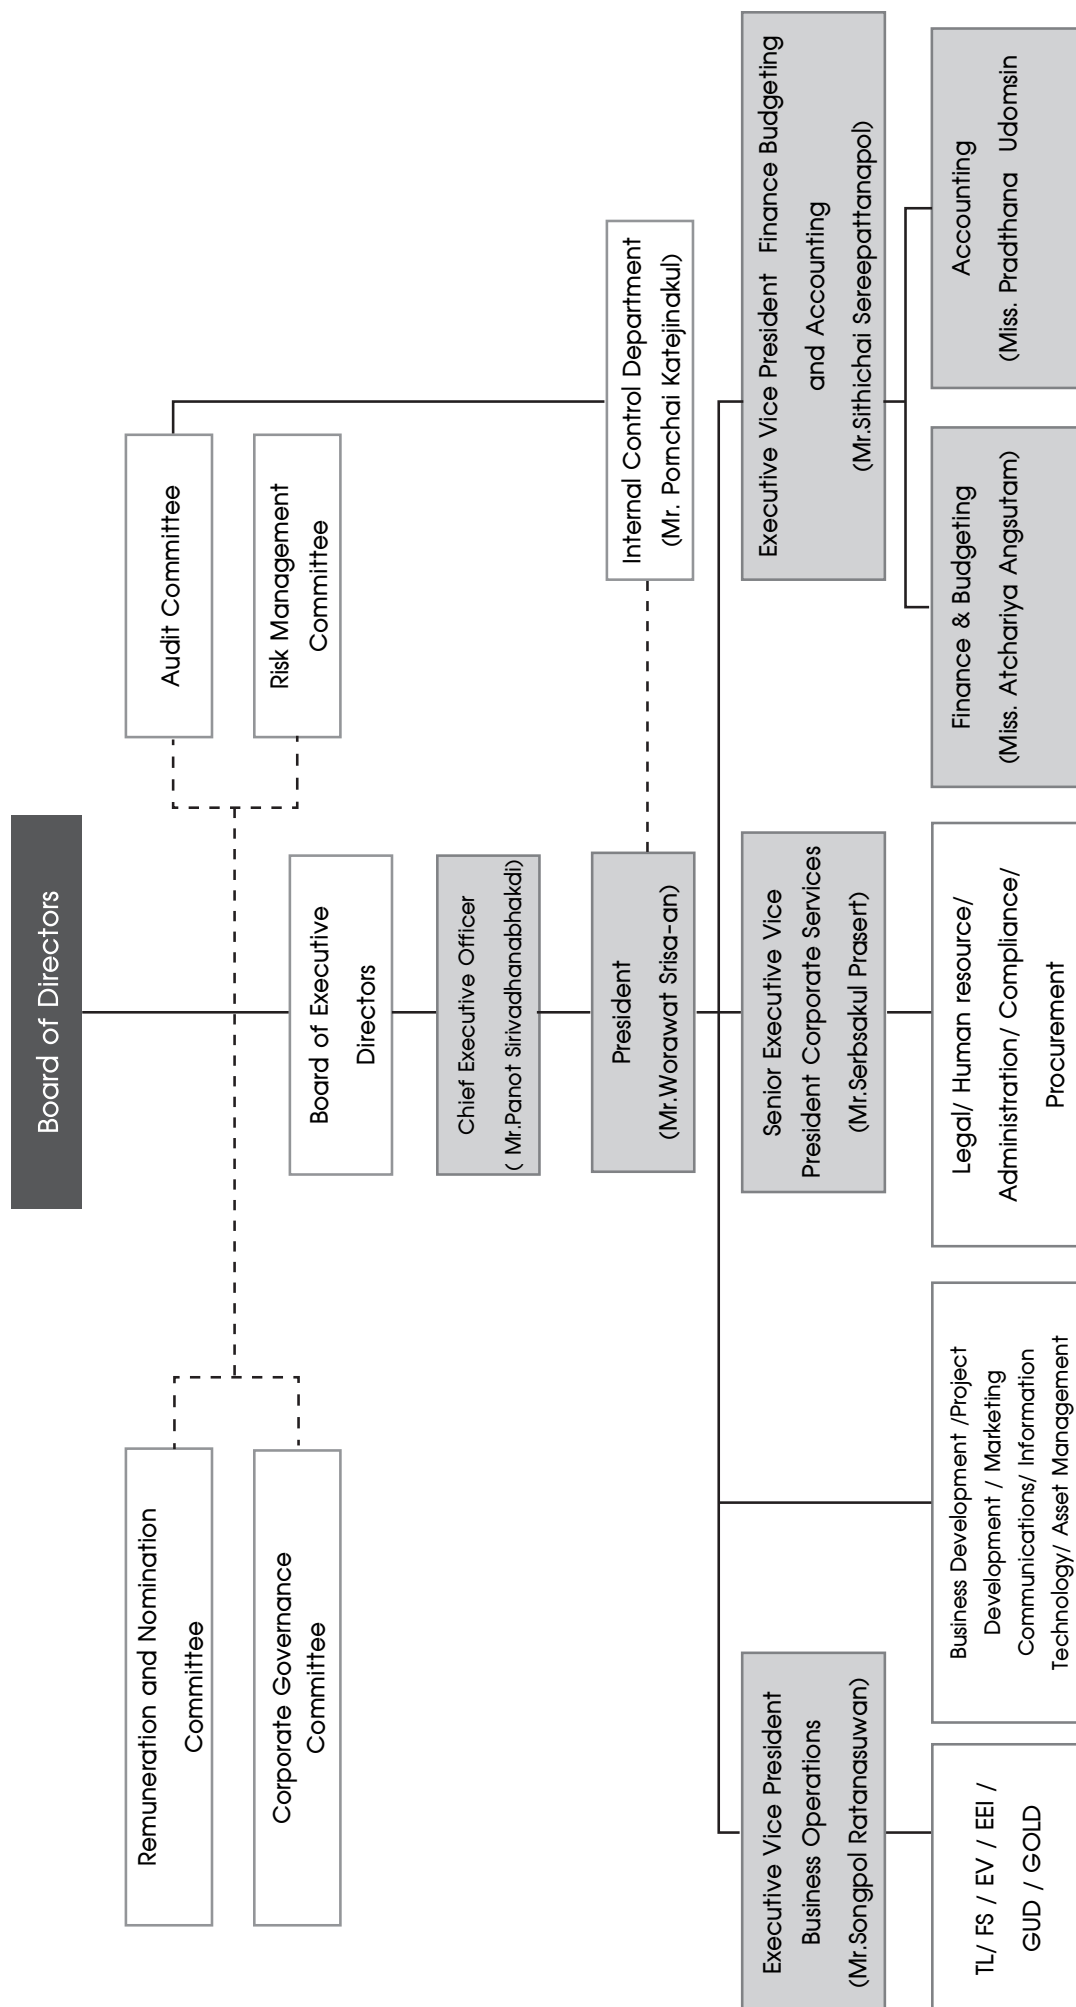 Board of Directors
Remuneration and Nomination
Committee
Corporate Governance
Committee
Audit Committee
Risk Management
Committee
Board of Executive
Directors
Chief Executive Officer
( Mr.Panot Sirivadhanabhakdi)
President
(Mr.Worawat Srisa-an)
Internal Control Department
(Mr. Pornchai Katejinakul)
Executive Vice President
Business Operations
(Mr.Songpol Ratanasuwan)
Senior Executive Vice
President Corporate Services
(Mr.Serbsakul Prasert)
Executive Vice President Finance Budgeting
and Accounting
(Mr.Sithichai Sereepattanapol)
TL/ FS / EV / EEI /
GUD / GOLD
Business Development /Project
Development / Marketing
Communications/ Information
Technology/ Asset Management
Legal/ Human resource/
Administration/ Compliance/
Procurement
Finance & Budgeting
(Miss. Atchariya Angsutam)
Accounting
(Miss. Pradthana Udomsin